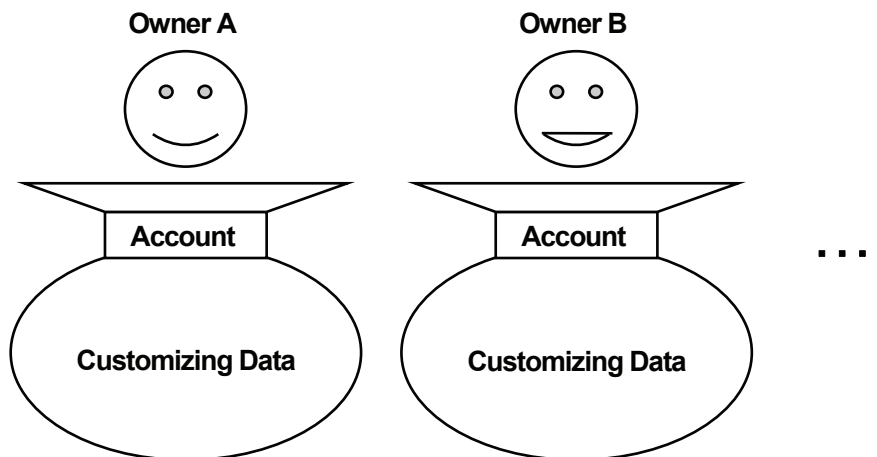 Owner A
Owner B
Account
Account
...
Customizing Data
Customizing Data